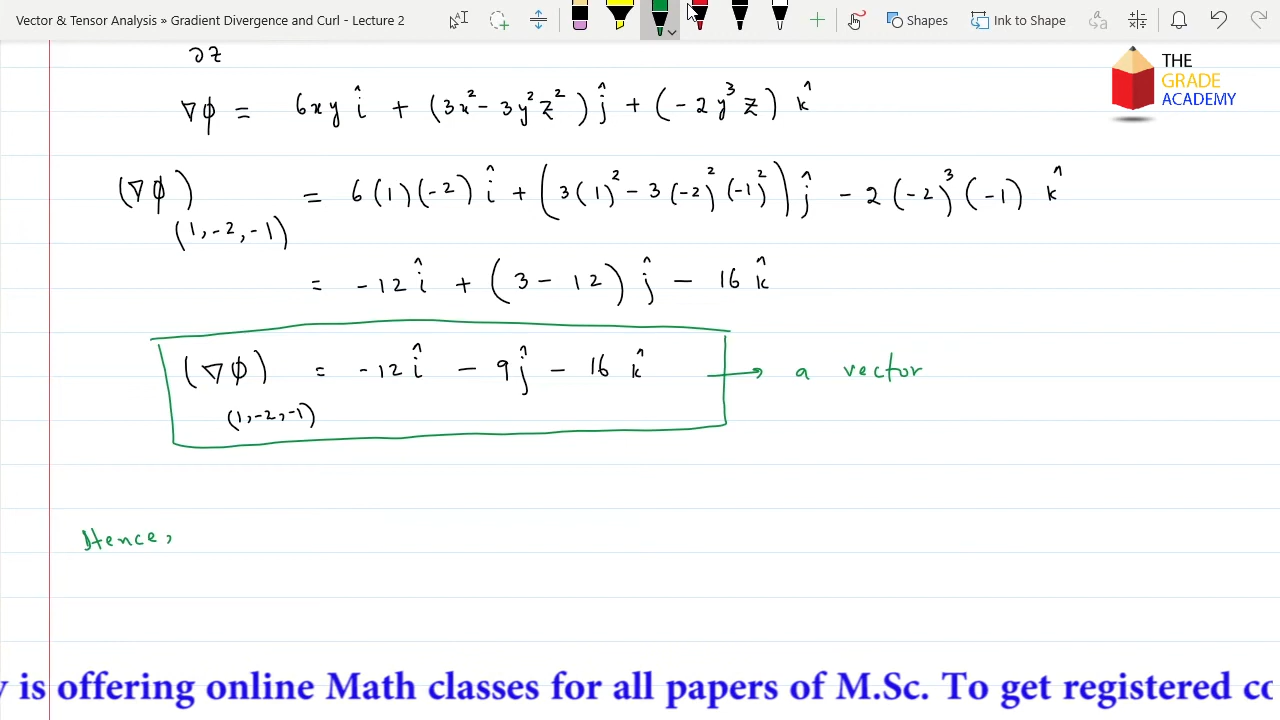 Vector & Tensor Analysis » Gradient Divergence and Curl - Lecture 2
Shapes
Ink to Shape
THE
GRADE
ACADEMY
∂z
∇φ = 6xy î + (3x² - 3y²z²) ĵ + (-2y³z) k̂
(∇φ)(1,-2,-1) = 6(1)(-2) î + (3(1)² - 3(-2)²(-1)²) ĵ - 2(-2)³(-1) k̂
= -12 î + (3 - 12) ĵ - 16 k̂
(∇φ)(1,-2,-1) = -12 î - 9 ĵ - 16 k̂ → a vector
Hence,
y is offering online Math classes for all papers of M.Sc. To get registered co